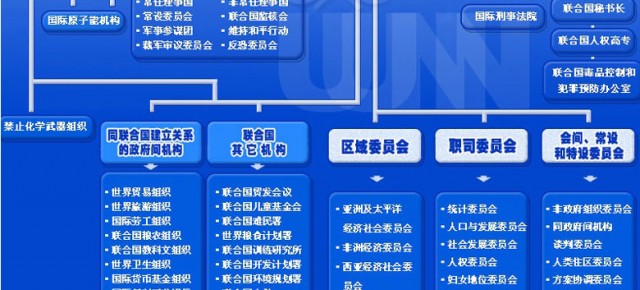 常任理事国
非常任理事国
国际原子能机构
常设委员会
联合国监核会
军事参谋团
维持和平行动
裁军审议委员会
反恐委员会
国际刑事法院
联合国秘书长
联合国人权高专
联合国毒品控制和
犯罪预防办公室
UNN
禁止化学武器组织
同联合国建立关系
的政府间机构
世界贸易组织
世界旅游组织
国际劳工组织
联合国粮农组织
联合国教科文组织
世界卫生组织
国际货币基金组织
联合国
其它机构
联合国贸发会议
联合国儿童基金会
联合国难民署
世界粮食计划署
联合国训练研究所
联合国开发计划署
联合国环境规划署
区域委员会
亚洲及太平洋
经济社会委员会
非洲经济委员会
西亚经济社会委
员会
职司委员会
统计委员会
人口与发展委员会
社会发展委员会
人权委员会
妇女地位委员会
会间、常设
和特设委员会
非政府组织委员会
同政府间机构
谈判委员会
人类住区委员会
方案协调委员会